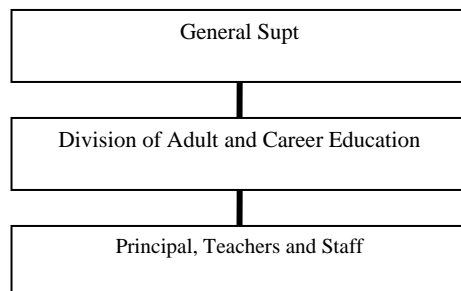 General Supt
Division of Adult and Career Education
Principal, Teachers and Staff